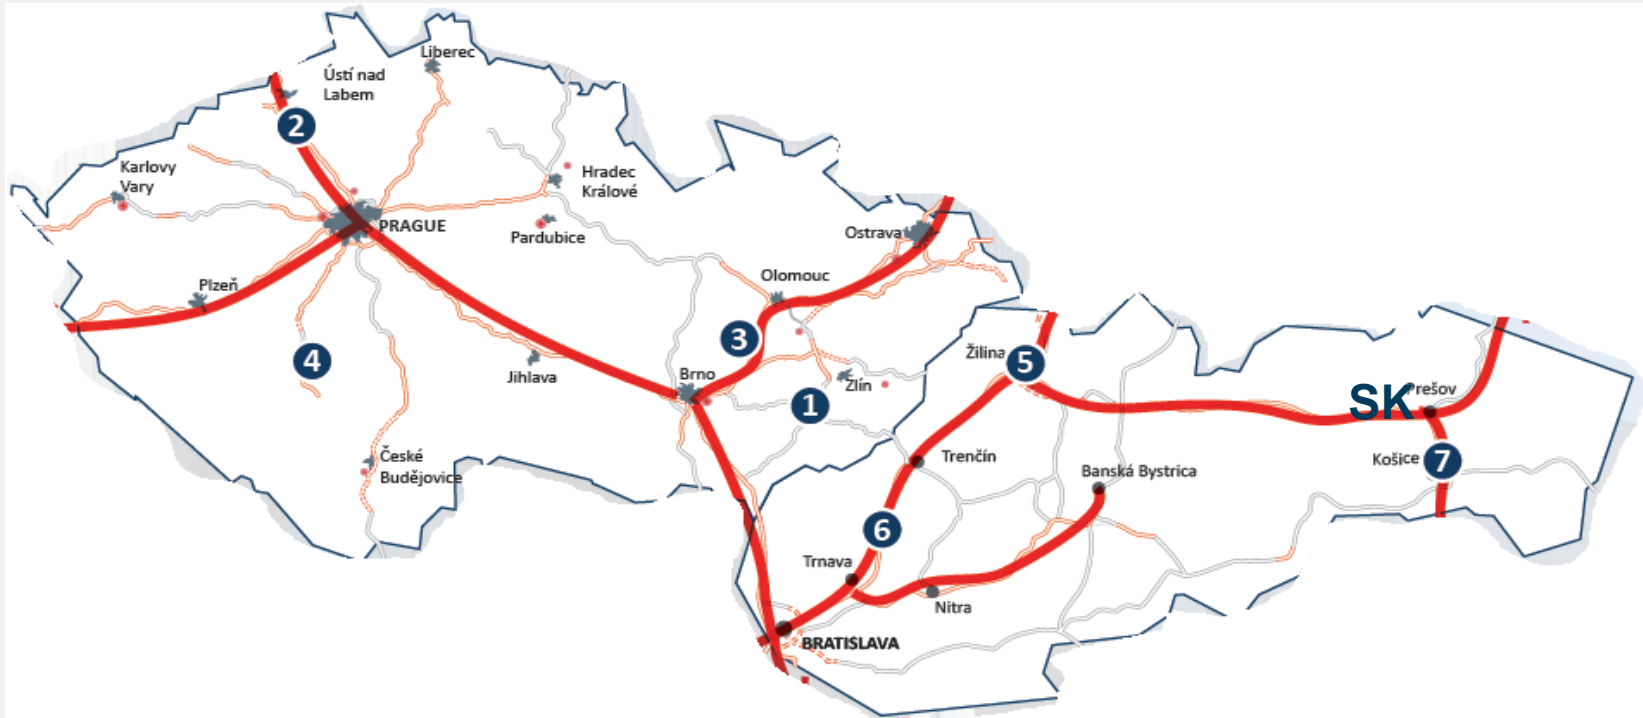 Liberec
Ústí nad
Labem
2
Karlovy
Vary
Hradec
Králové
PRAGUE
Pardubice
Ostrava
Plzeň
Olomouc
3
4
Jihlava
Brno
Zlín
1
Žilina
5
SK
Prešov
České
Budějovice
Trenčín
Košice
7
Banská Bystrica
6
Trnava
Nitra
BRATISLAVA